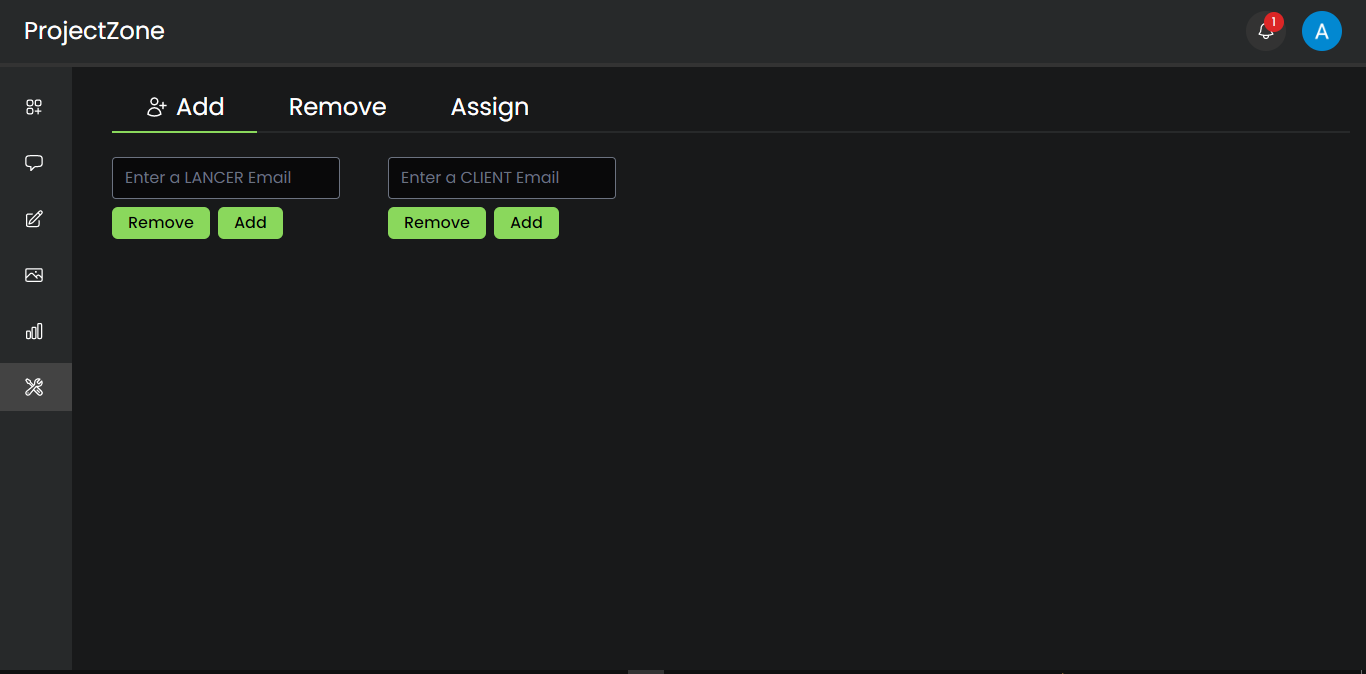 ProjectZone
1
A
Add Remove Assign
Enter a LANCER Email Enter a CLIENT Email
Remove Add Remove Add